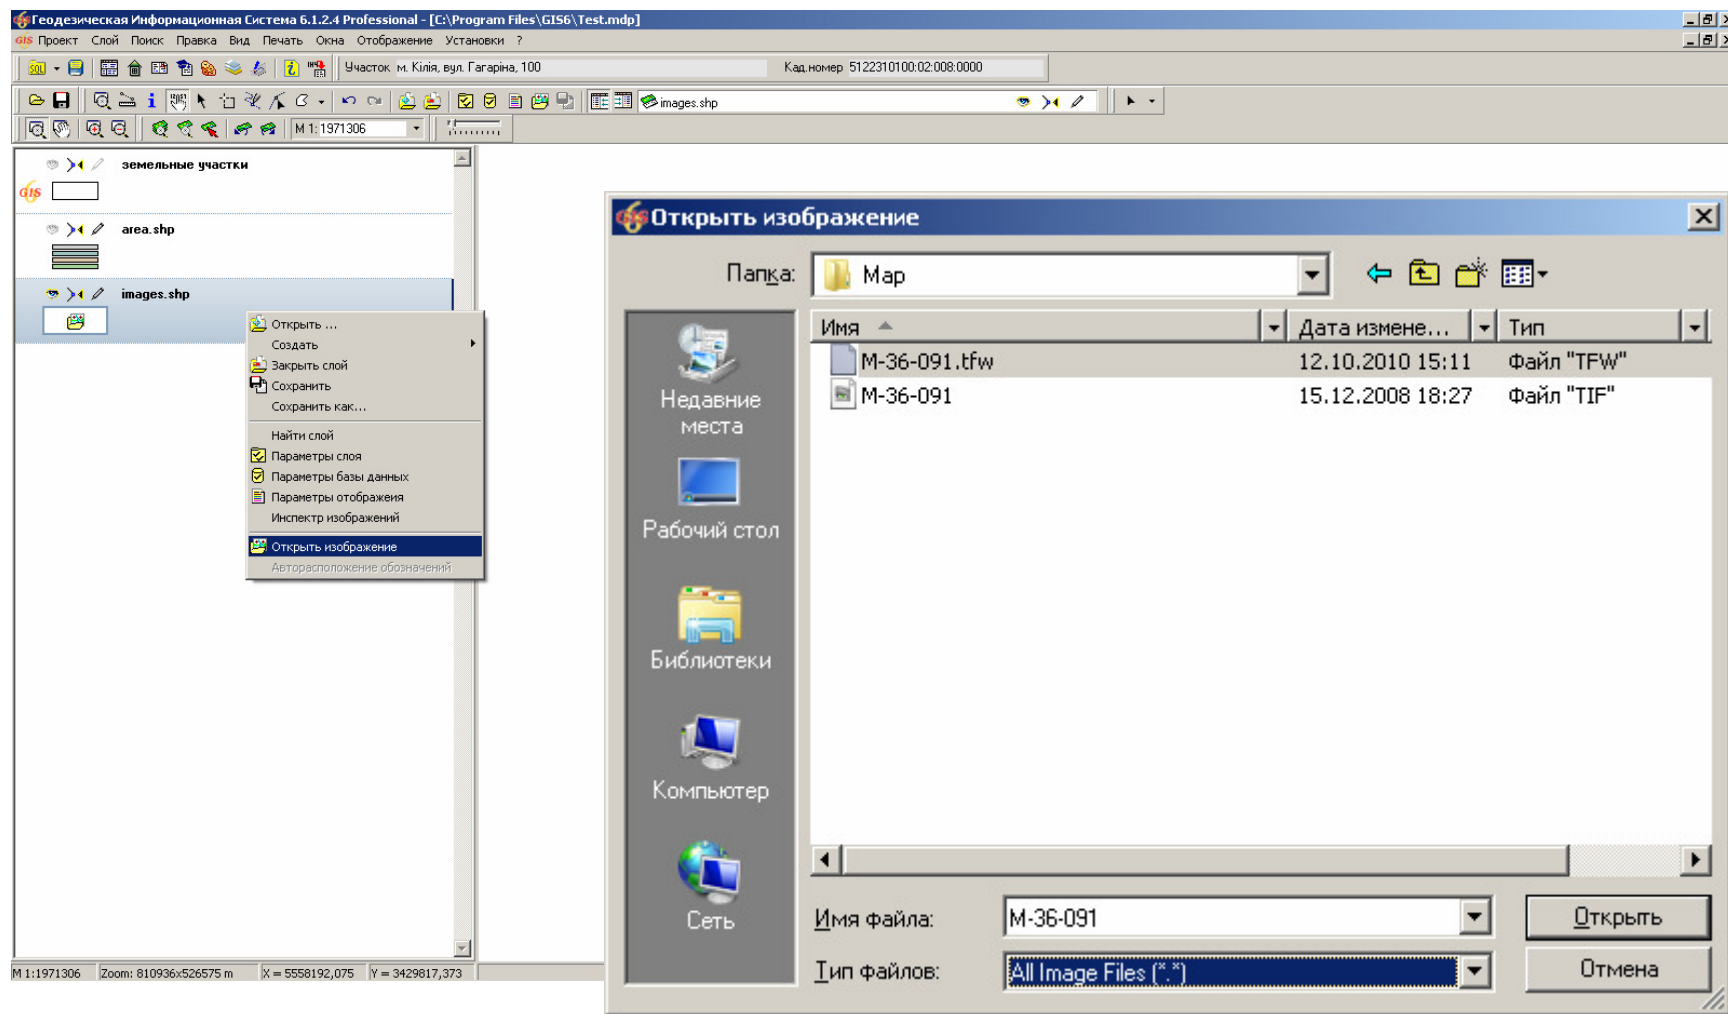 Геодезическая Информационная Система 6.1.2.4 Professional - [C:\Program Files\GIS6\Test.mdp]
Проект Слой Поиск Правка Вид Печать Окна Отображение Установки ?
Участок м. Кілія, вул. Гагаріна, 100 Кад.номер 5122310100:02:008:0000
images.shp
М 1: 1971306
земельные участки
GIS
area.shp
images.shp
Открыть ...
Создать
Закрыть слой
Сохранить
Сохранить как...
Найти слой
Параметры слоя
Параметры базы данных
Параметры отображеия
Инспектр изображений
Открыть изображение
Авторасположение обозначений
М 1:1971306 Zoom: 810936x526575 m X = 5558192,075 Y = 3429817,373
Открыть изображение
Папка: Map
Имя Дата измене... Тип
M-36-091.tfw 12.10.2010 15:11 Файл "TFW"
M-36-091 15.12.2008 18:27 Файл "TIF"
Недавние
места
Рабочий стол
Библиотеки
Компьютер
Сеть
Имя файла: M-36-091 Открыть
Тип файлов: All Image Files (*.*) Отмена